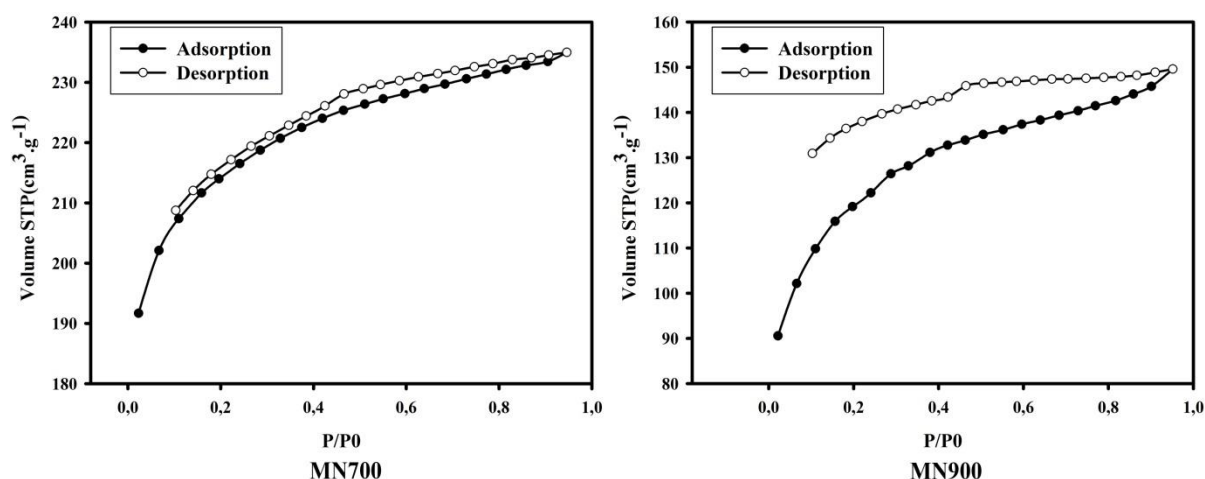 240
230
220
210
200
190
180
Volume STP(cm³.g⁻¹)
Adsorption
Desorption
0,0
0,2
0,4
0,6
0,8
1,0
P/P0
MN700
160
150
140
130
120
110
100
90
80
Volume STP(cm³.g⁻¹)
Adsorption
Desorption
0,0
0,2
0,4
0,6
0,8
1,0
P/P0
MN900